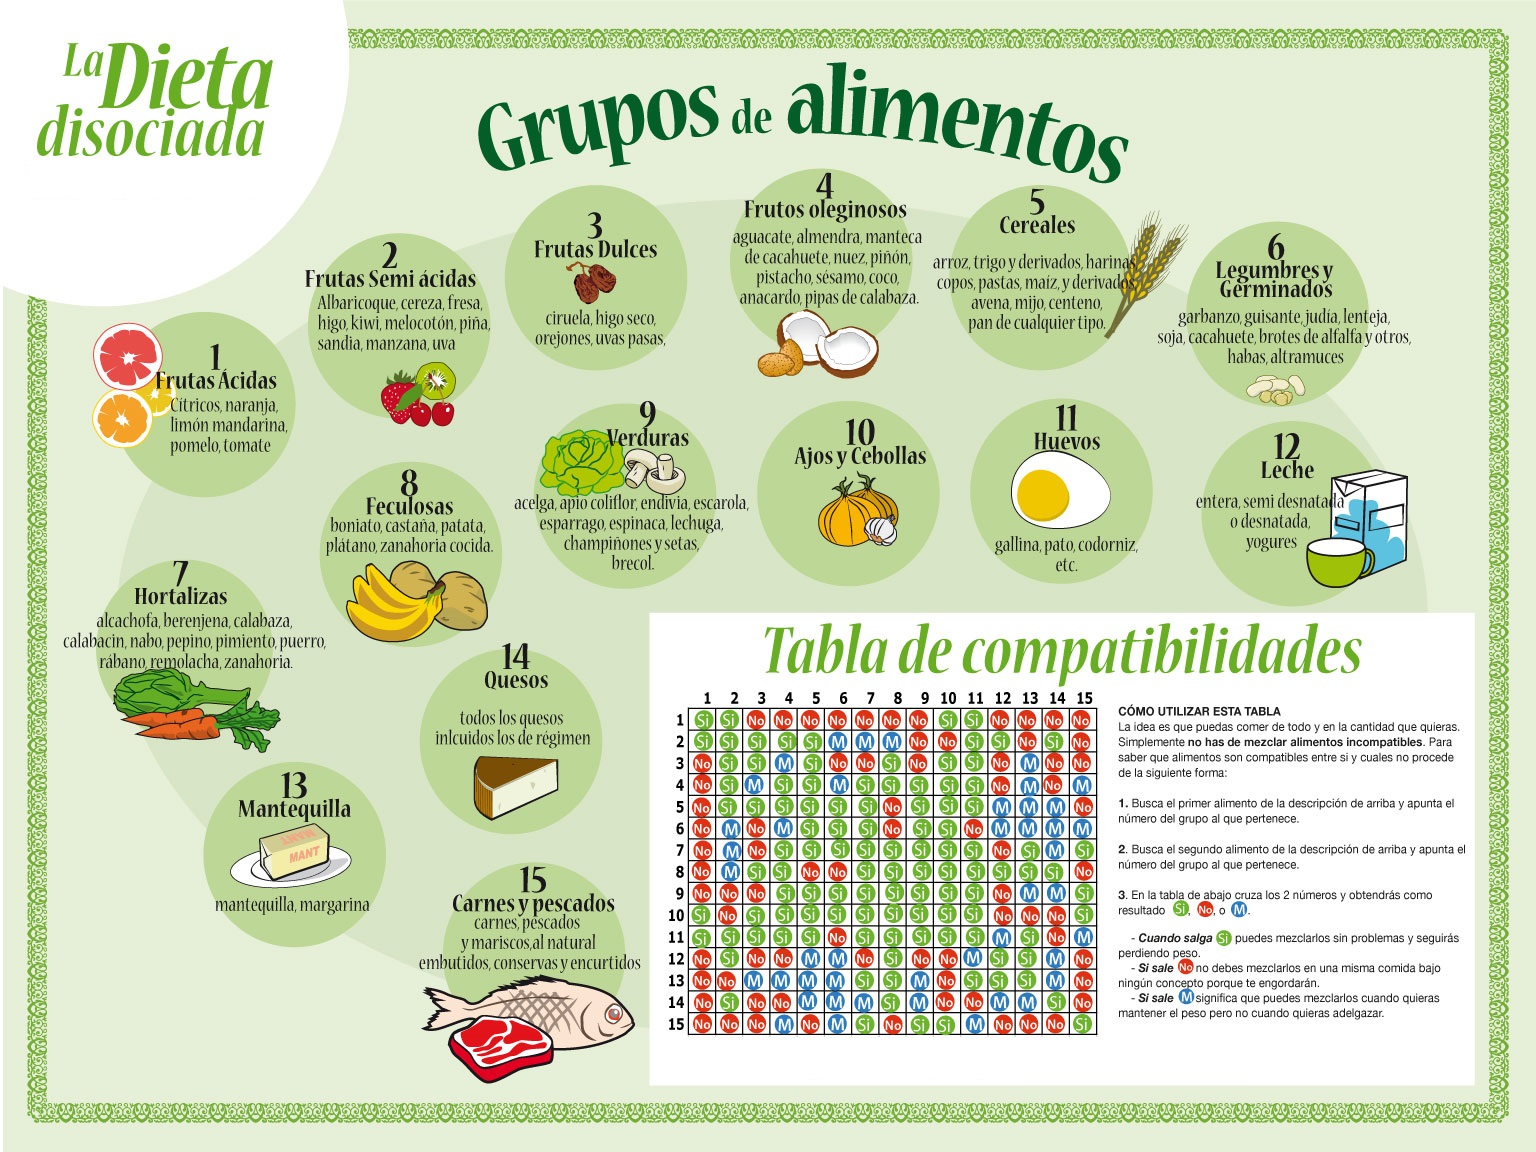 La Dieta
disociada
Grupos de alimentos
1
Frutas Ácidas
Cítricos, naranja,
limón mandarina,
pomelo, tomate
2
Frutas Semi ácidas
Albaricoque, cereza, fresa,
higo, kiwi, melocotón, piña,
sandia, manzana, uva
3
Frutas Dulces
ciruela, higo seco,
orejones, uvas pasas,
4
Frutos oleginosos
aguacate, almendra, manteca
de cacahuete, nuez, piñón,
pistacho, sésamo, coco,
anacardo, pipas de calabaza.
5
Cereales
arroz, trigo y derivados, harinas
copos, pastas, maíz, y derivados
avena, mijo, centeno,
pan de cualquier tipo.
6
Legumbres y
Germinados
garbanzo, guisante, judía, lenteja,
soja, cacahuete, brotes de alfalfa y otros,
habas, altramuces
7
Hortalizas
alcachofa, berenjena, calabaza,
calabacin, nabo, pepino, pimiento, puerro,
rábano, remolacha, zanahoria.
8
Feculosas
boniato, castaña, patata,
plátano, zanahoria cocida.
9
Verduras
acelga, apio coliflor, endivia, escarola,
esparrago, espinaca, lechuga,
champiñones y setas,
brecol.
10
Ajos y Cebollas
11
Huevos
gallina, pato, codorniz,
etc.
12
Leche
entera, semi desnatada
o desnatada,
yogures
13
Mantequilla
MANT
MANT
mantequilla, margarina
14
Quesos
todos los quesos
inlcuidos los de régimen
15
Carnes y pescados
carnes, pescados
y mariscos,al natural
embutidos, conservas y encurtidos
Tabla de compatibilidades
1 2 3 4 5 6 7 8 9 10 11 12 13 14 15
1 Si Si No No No No No No No Si Si No No No No
2 Si Si Si Si Si M M M No No Si Si No Si No
3 No Si Si M Si No No Si No Si Si No M No No
4 No Si M Si Si M Si Si Si Si Si No M No M
5 No Si Si Si Si Si Si No Si Si Si M M M No
6 No M No M Si Si Si No Si Si No M M M M
7 No M No Si Si Si Si Si Si Si Si No Si M Si
8 No M Si Si No No Si Si Si Si Si Si Si Si No
9 No No No Si Si Si Si Si Si Si Si No M M Si
10 Si No Si Si Si Si Si Si Si Si Si No No No Si
11 Si Si Si Si Si No Si Si Si Si Si M Si No M
12 No Si No No M M No Si No No M Si Si M No
13 No No M M M M Si Si M No Si Si Si M No
14 No Si No No M M M Si M No No M M Si No
15 No No No M No M Si No Si Si M No No No Si
CÓMO UTILIZAR ESTA TABLA
La idea es que puedas comer de todo y en la cantidad que quieras.
Simplemente no has de mezclar alimentos incompatibles. Para
saber que alimentos son compatibles entre si y cuales no procede
de la siguiente forma:
1. Busca el primer alimento de la descripción de arriba y apunta el
número del grupo al que pertenece.
2. Busca el segundo alimento de la descripción de arriba y apunta el
número del grupo al que pertenece.
3. En la tabla de abajo cruza los 2 números y obtendrás como
resultado Si, No, o M.
- Cuando salga Si puedes mezclarlos sin problemas y seguirás
perdiendo peso.
- Si sale No no debes mezclarlos en una misma comida bajo
ningún concepto porque te engordarán.
- Si sale M significa que puedes mezclarlos cuando quieras
mantener el peso pero no cuando quieras adelgazar.